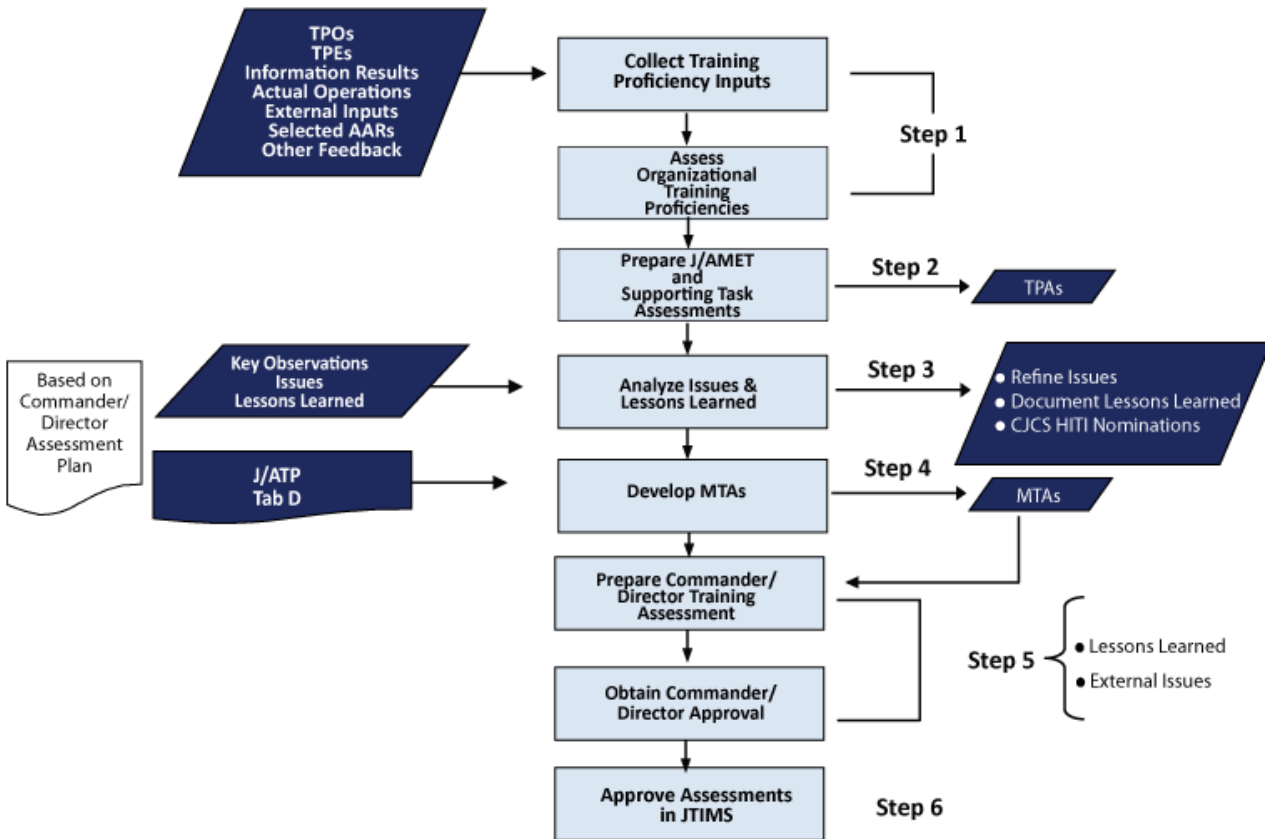 TPOs
TPEs
Information Results
Actual Operations
External Inputs
Selected AARs
Other Feedback
Collect Training
Proficiency Inputs
Step 1
Assess
Organizational
Training
Proficiencies
Prepare J/AMET
and
Supporting Task
Assessments
Step 2
TPAs
Based on
Commander/
Director
Assessment
Plan
Key Observations
Issues
Lessons Learned
Analyze Issues &
Lessons Learned
Step 3
● Refine Issues
● Document Lessons Learned
● CJCS HITI Nominations
J/ATP
Tab D
Develop MTAs
Step 4
MTAs
Prepare Commander/
Director Training
Assessment
Step 5
● Lessons Learned
● External Issues
Obtain Commander/
Director Approval
Approve Assessments
in JTIMS
Step 6